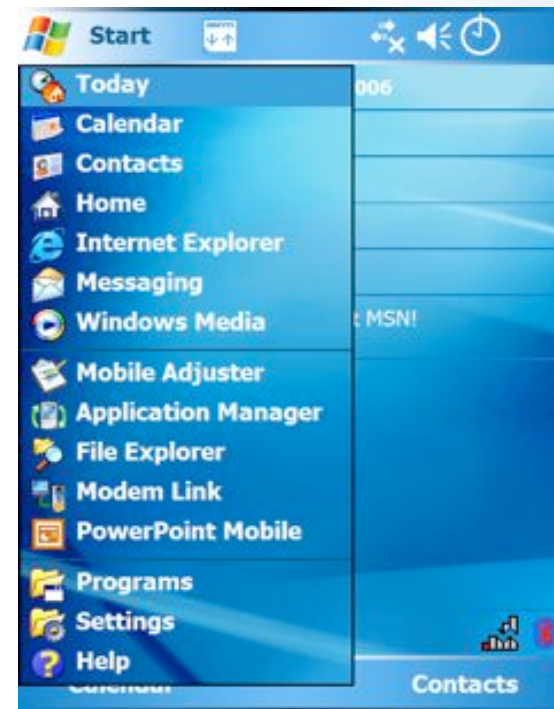 Start
Today
006
Calendar
Contacts
Home
Internet Explorer
Messaging
Windows Media
MSN!
Mobile Adjuster
Application Manager
File Explorer
Modem Link
PowerPoint Mobile
Programs
Settings
Help
Calendar
Contacts